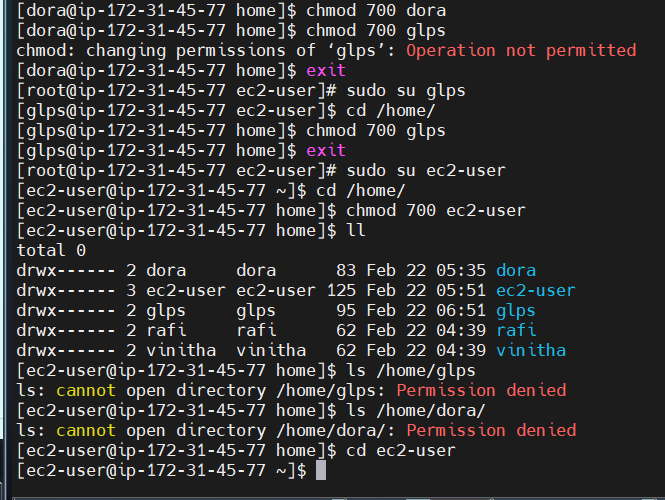 [dora@ip-172-31-45-77 home]$ chmod 700 dora
[dora@ip-172-31-45-77 home]$ chmod 700 glps
chmod: changing permissions of ‘glps’: Operation not permitted
[dora@ip-172-31-45-77 home]$ exit
[root@ip-172-31-45-77 ec2-user]# sudo su glps
[glps@ip-172-31-45-77 ec2-user]$ cd /home/
[glps@ip-172-31-45-77 home]$ chmod 700 glps
[glps@ip-172-31-45-77 home]$ exit
[root@ip-172-31-45-77 ec2-user]# sudo su ec2-user
[ec2-user@ip-172-31-45-77 ~]$ cd /home/
[ec2-user@ip-172-31-45-77 home]$ chmod 700 ec2-user
[ec2-user@ip-172-31-45-77 home]$ ll
total 0
drwx------ 2 dora     dora      83 Feb 22 05:35 dora
drwx------ 3 ec2-user ec2-user 125 Feb 22 05:51 ec2-user
drwx------ 2 glps     glps      95 Feb 22 06:51 glps
drwx------ 2 rafi     rafi      62 Feb 22 04:39 rafi
drwx------ 2 vinitha  vinitha   62 Feb 22 04:39 vinitha
[ec2-user@ip-172-31-45-77 home]$ ls /home/glps
ls: cannot open directory /home/glps: Permission denied
[ec2-user@ip-172-31-45-77 home]$ ls /home/dora/
ls: cannot open directory /home/dora/: Permission denied
[ec2-user@ip-172-31-45-77 home]$ cd ec2-user
[ec2-user@ip-172-31-45-77 ~]$